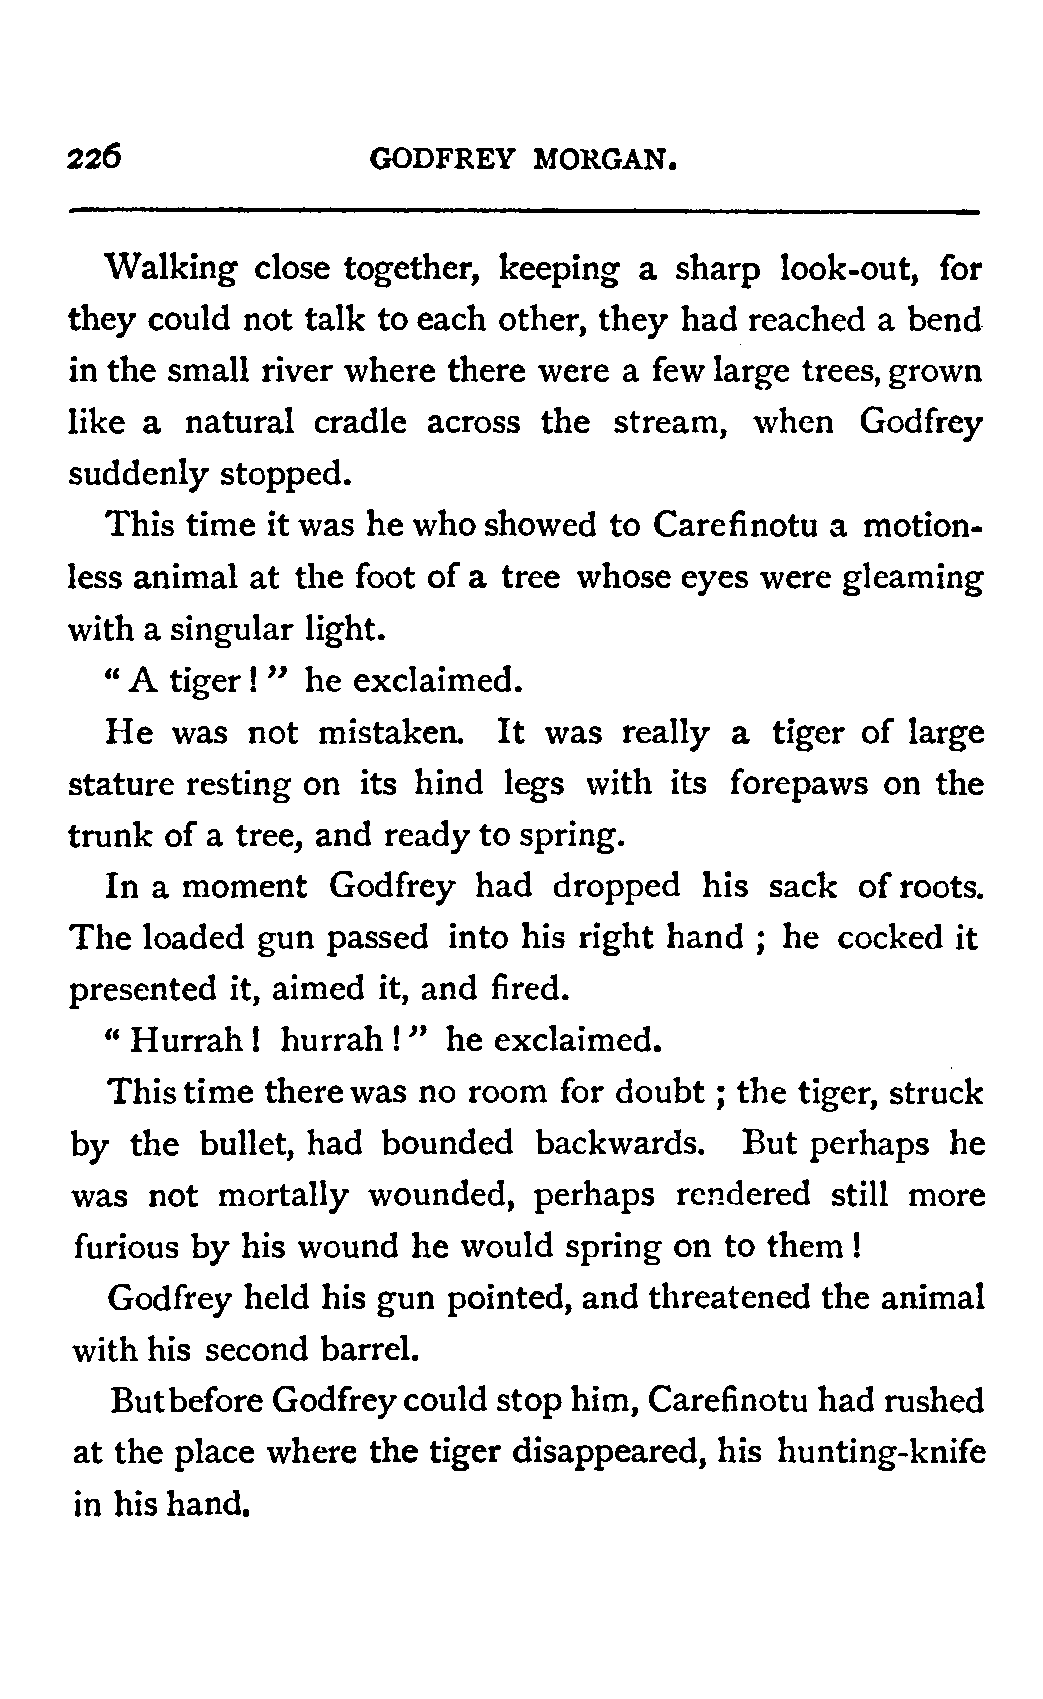 226 GODFREY MORGAN.
Walking close together, keeping a sharp look-out, for
they could not talk to each other, they had reached a bend
in the small river where there were a few large trees, grown
like a natural cradle across the stream, when Godfrey
suddenly stopped.
This time it was he who showed to Carefinotu a motion-
less animal at the foot of a tree whose eyes were gleaming
with a singular light.
“ A tiger ! ” he exclaimed.
He was not mistaken. It was really a tiger of large
stature resting on its hind legs with its forepaws on the
trunk of a tree, and ready to spring.
In a moment Godfrey had dropped his sack of roots.
The loaded gun passed into his right hand ; he cocked it
presented it, aimed it, and fired.
“ Hurrah ! hurrah ! ” he exclaimed.
This time there was no room for doubt ; the tiger, struck
by the bullet, had bounded backwards. But perhaps he
was not mortally wounded, perhaps rendered still more
furious by his wound he would spring on to them !
Godfrey held his gun pointed, and threatened the animal
with his second barrel.
But before Godfrey could stop him, Carefinotu had rushed
at the place where the tiger disappeared, his hunting-knife
in his hand.